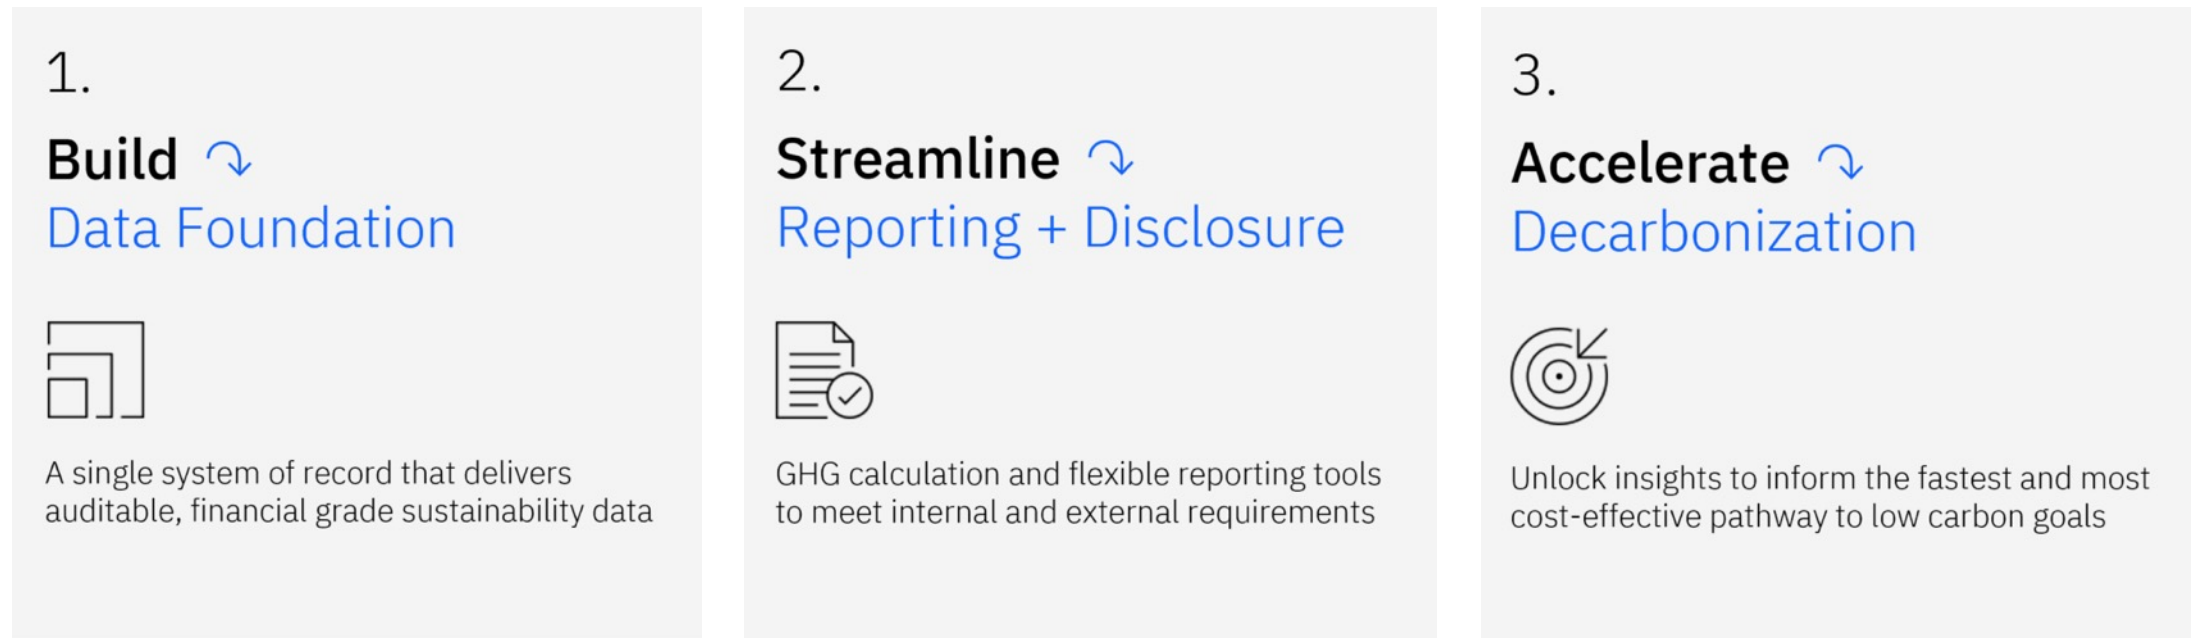 1.
Build
Data Foundation
A single system of record that delivers
auditable, financial grade sustainability data
2.
Streamline
Reporting + Disclosure
GHG calculation and flexible reporting tools
to meet internal and external requirements
3.
Accelerate
Decarbonization
Unlock insights to inform the fastest and most
cost-effective pathway to low carbon goals